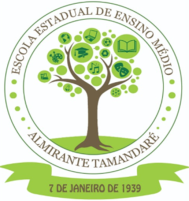 ESCOLA ESTADUAL DE ENSINO MÉDIO
ALMIRANTE TAMANDARÉ
7 DE JANEIRO DE 1939